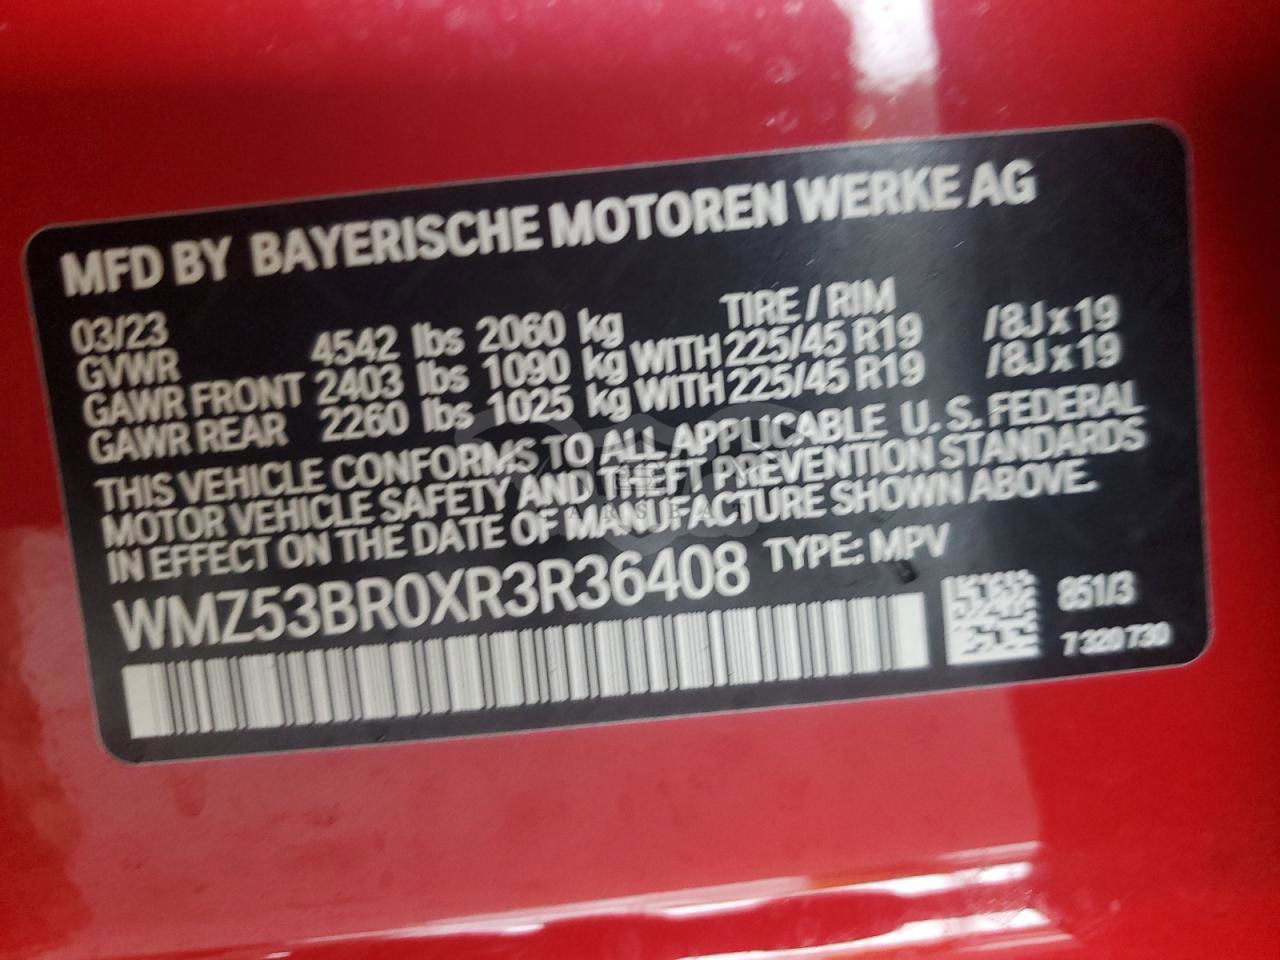 MFD BY BAYERISCHE MOTOREN WERKE AG
03/23 TIRE / RIM
GVWR 4542 lbs 2060 kg
GAWR FRONT 2403 lbs 1090 kg WITH 225/45 R19 /8J x 19
GAWR REAR 2260 lbs 1025 kg WITH 225/45 R19 /8J x 19
THIS VEHICLE CONFORMS TO ALL APPLICABLE U. S. FEDERAL
MOTOR VEHICLE SAFETY AND THEFT PREVENTION STANDARDS
IN EFFECT ON THE DATE OF MANUFACTURE SHOWN ABOVE.
WMZ53BR0XR3R36408 TYPE: MPV
851/3
7 320 730